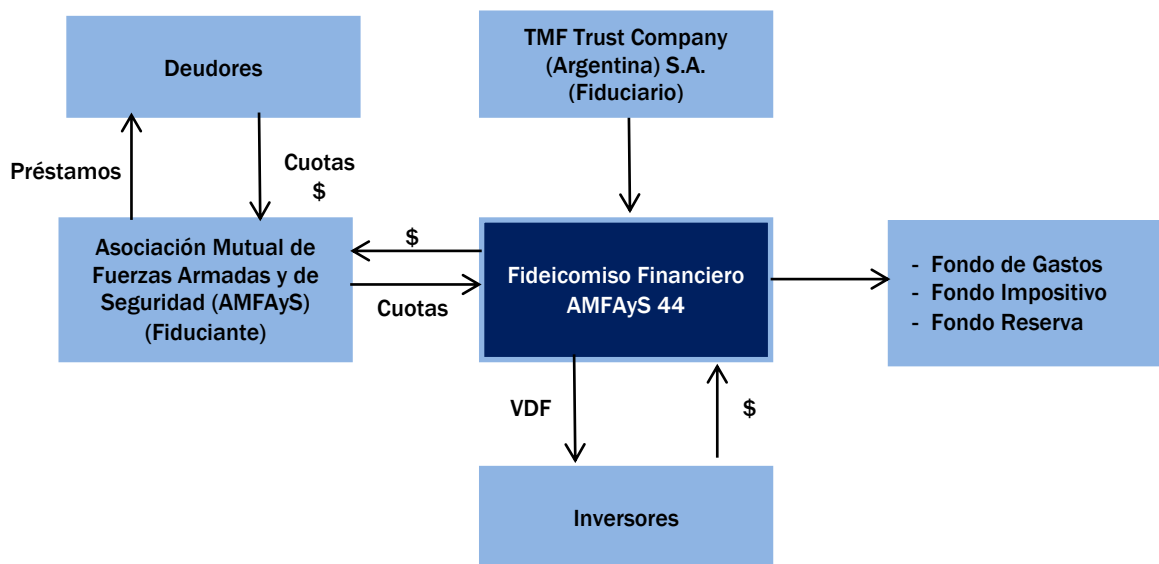 Deudores
TMF Trust Company
(Argentina) S.A.
(Fiduciario)
Préstamos
Cuotas
$
Asociación Mutual de
Fuerzas Armadas y de
Seguridad (AMFAyS)
(Fiduciante)
$
Cuotas
Fideicomiso Financiero
AMFAyS 44
- Fondo de Gastos
- Fondo Impositivo
- Fondo Reserva
VDF
$
Inversores